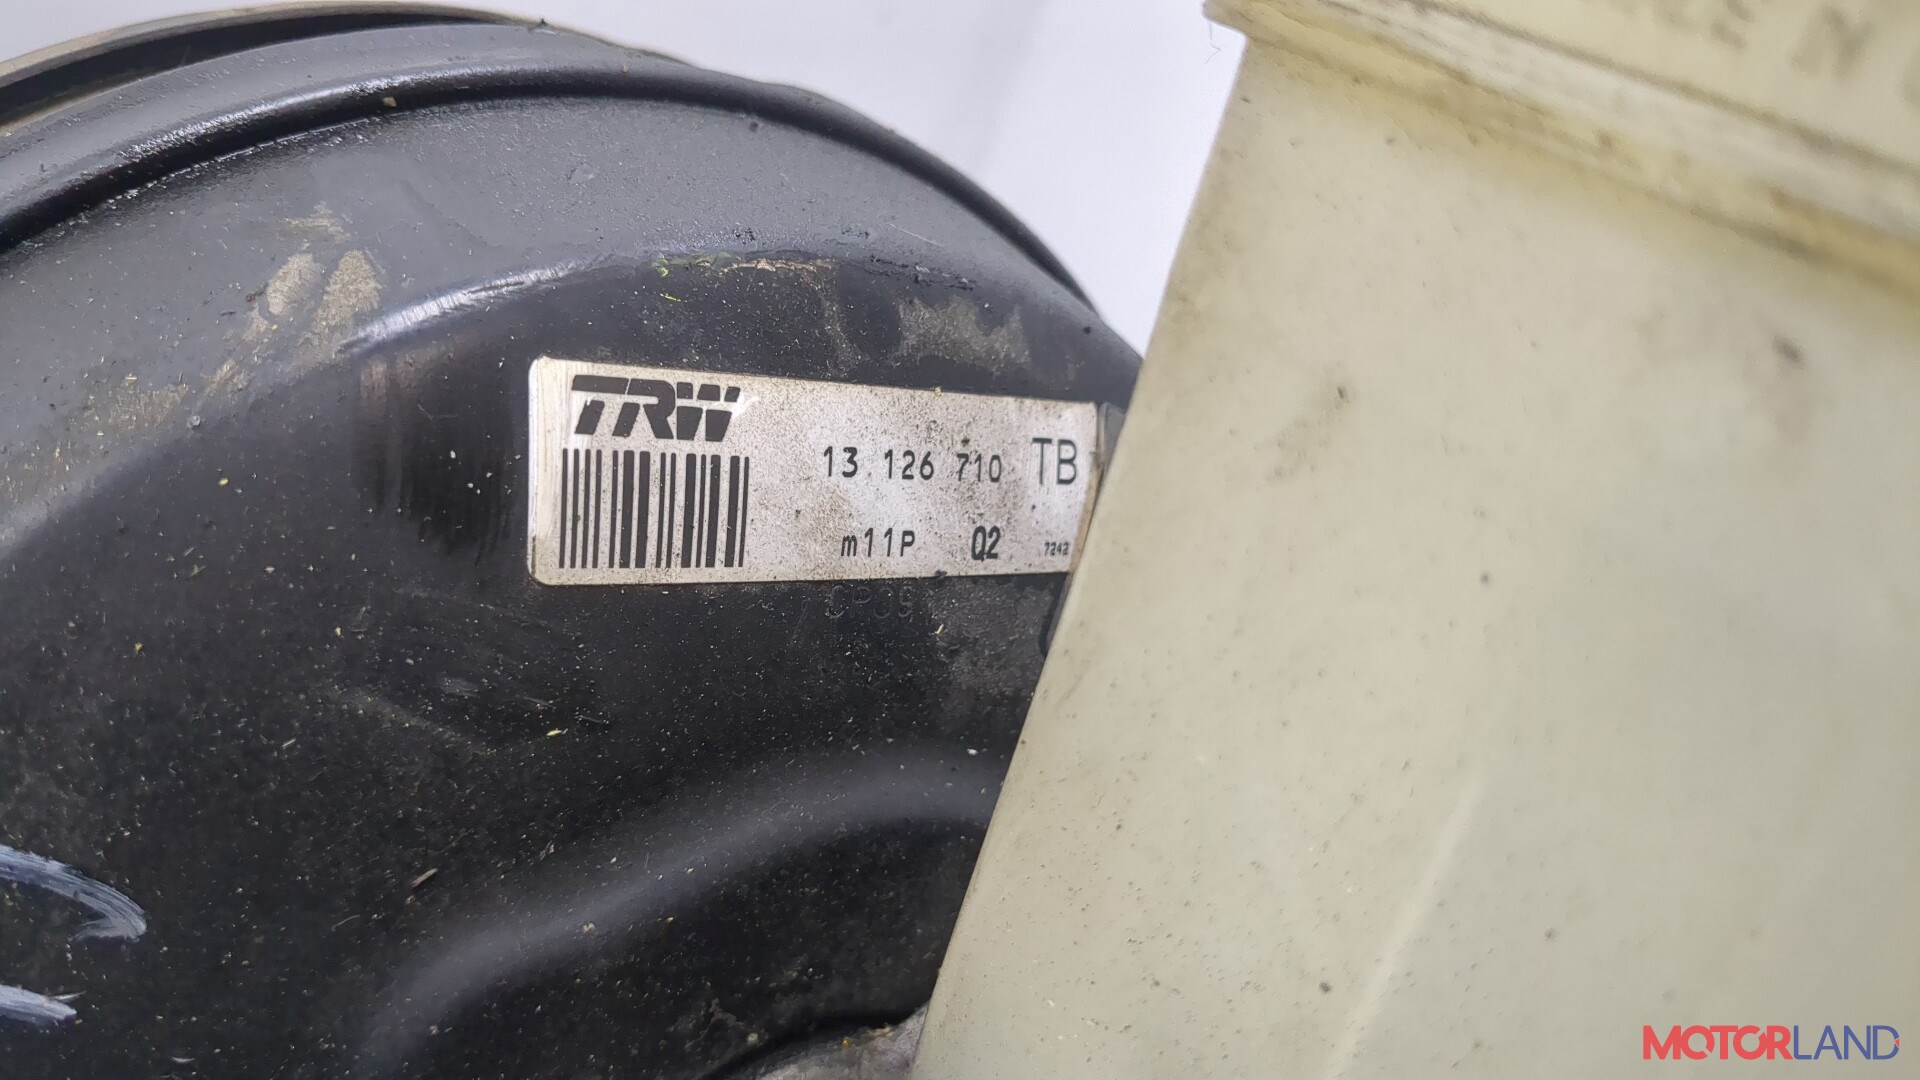 TRW
13.126 710 TB
m11P Q2 7242
MOTORLAND